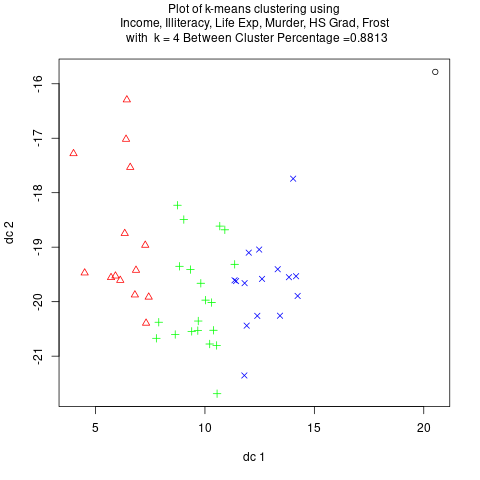 Plot of k-means clustering using
Income, Illiteracy, Life Exp, Murder, HS Grad, Frost
with k = 4 Between Cluster Percentage =0.8813
-16
-17
-18
-19
-20
-21
dc 2
5 10 15 20
dc 1